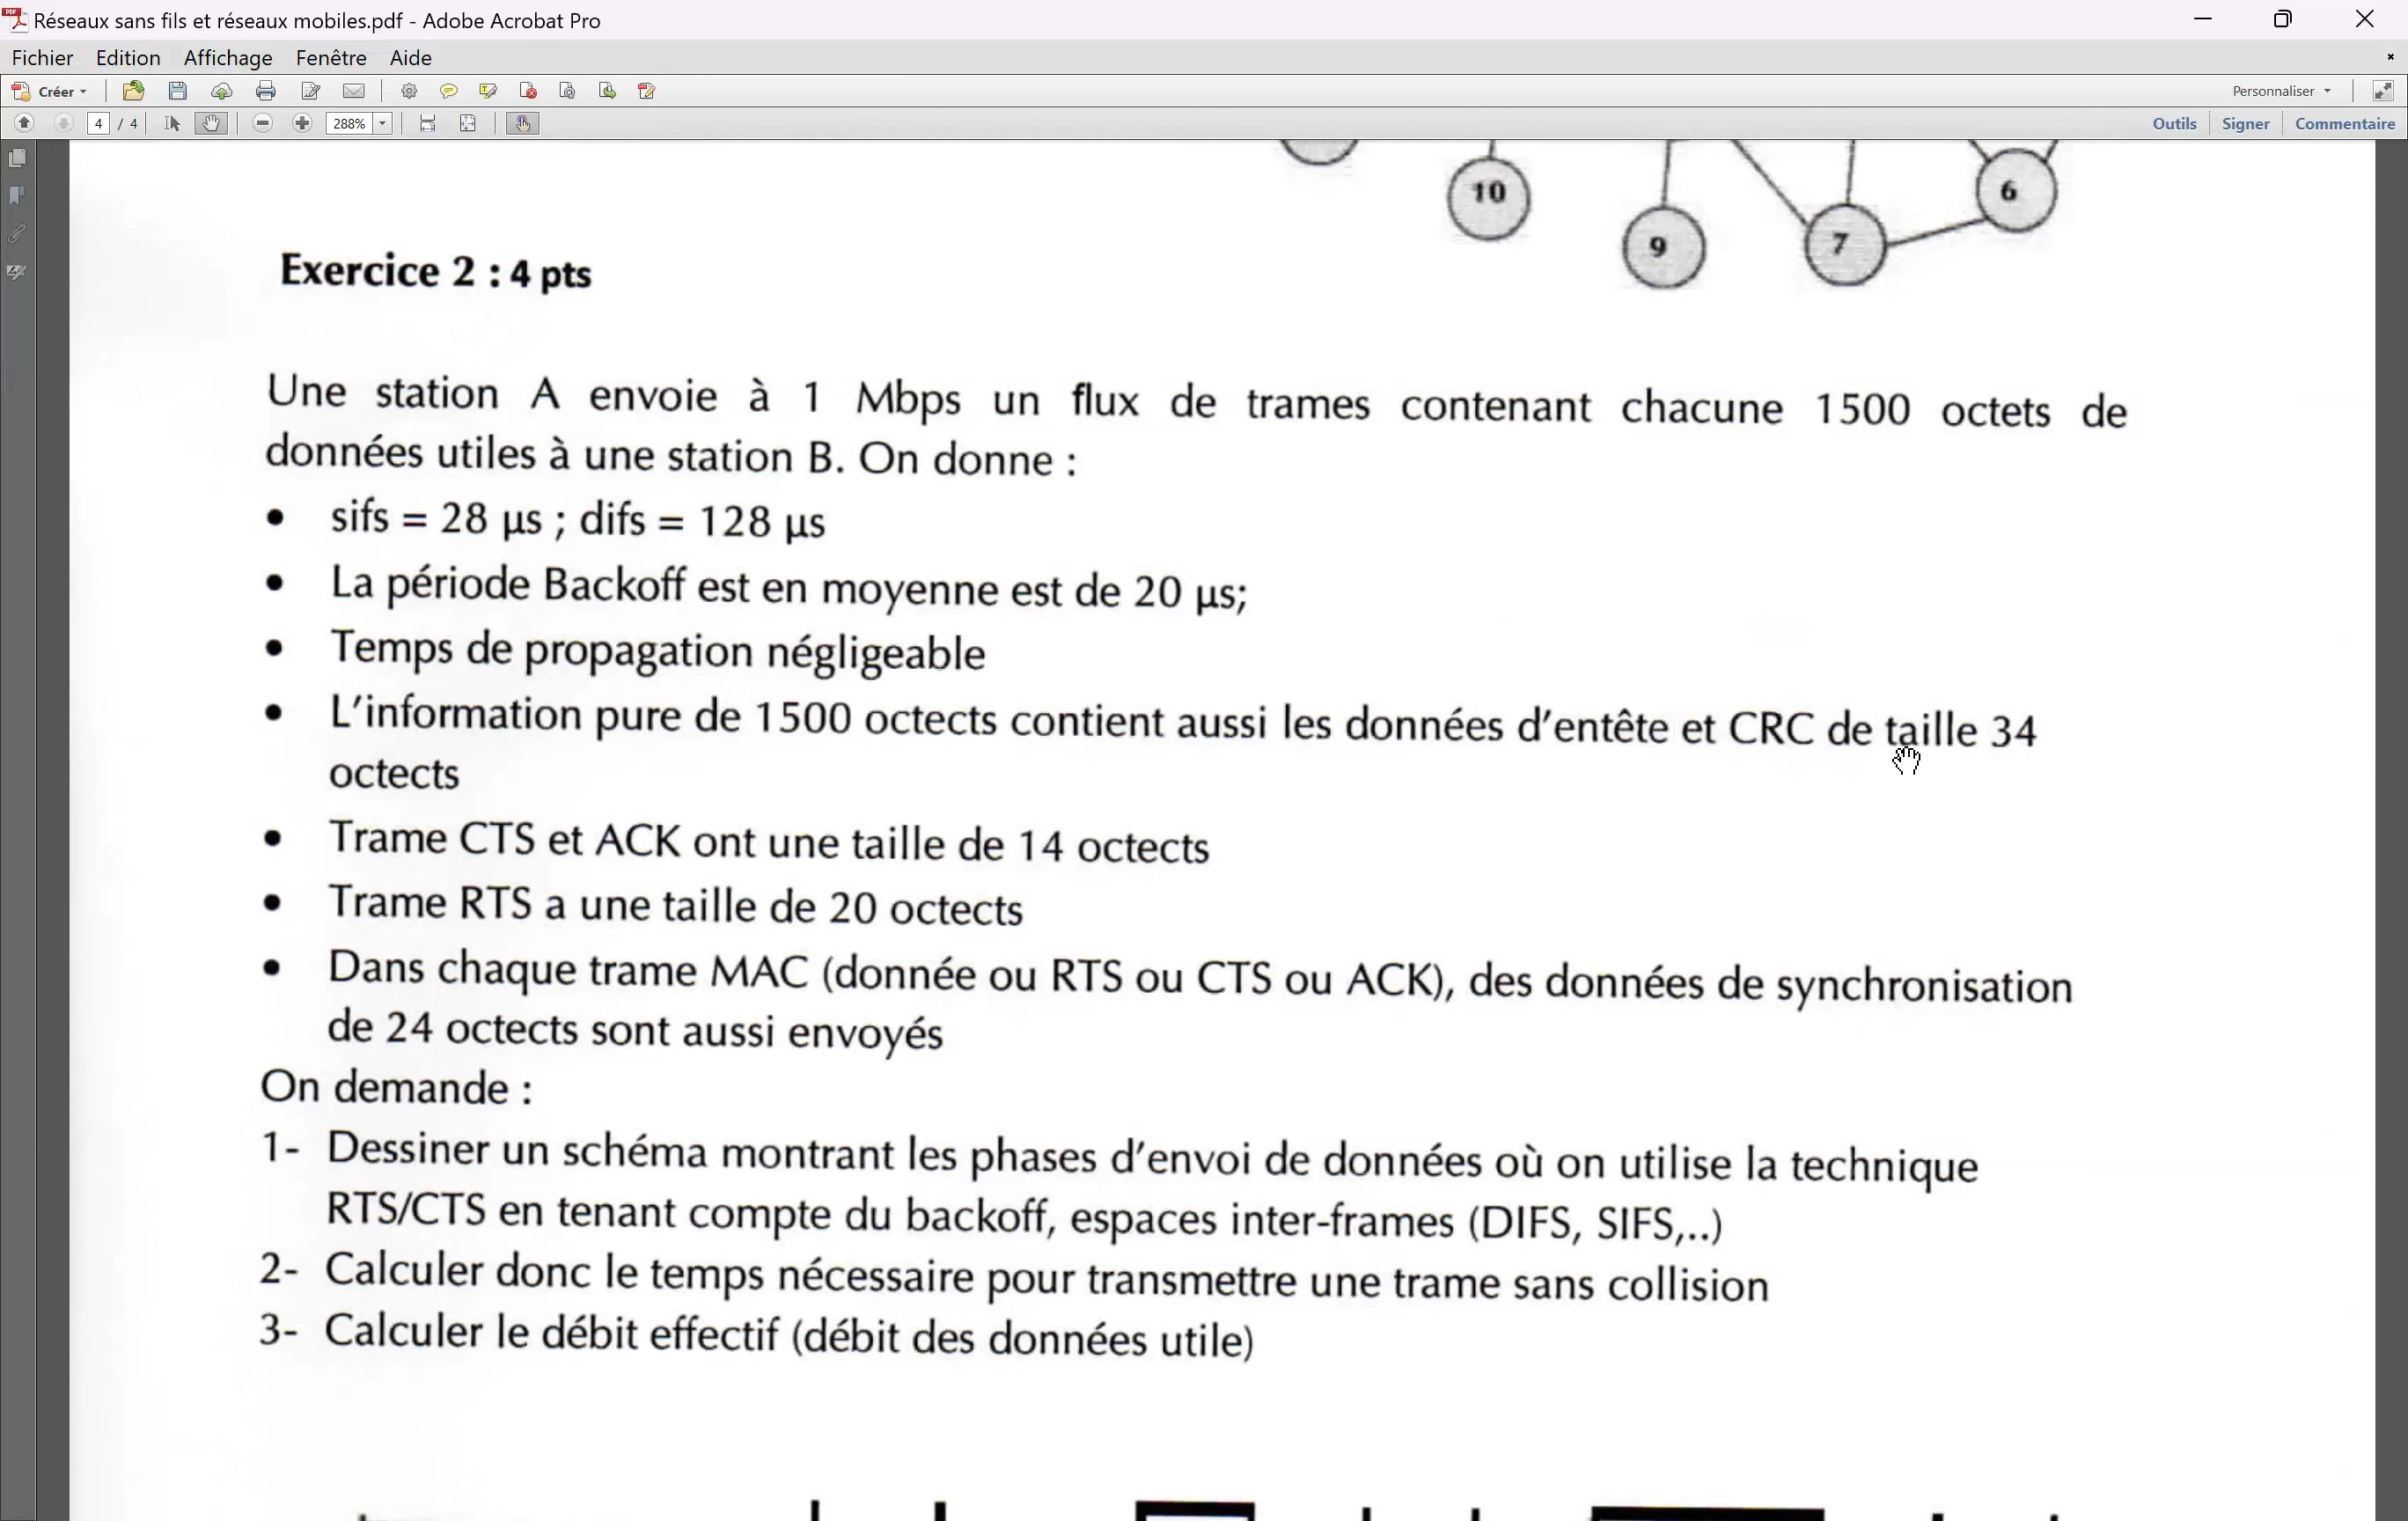 Réseaux sans fils et réseaux mobiles.pdf - Adobe Acrobat Pro
Fichier Edition Affichage Fenêtre Aide
Créer Personnaliser
4 / 4 288% Outils Signer Commentaire
10
6
9
7
Exercice 2 : 4 pts
Une station A envoie à 1 Mbps un flux de trames contenant chacune 1500 octets de
données utiles à une station B. On donne :
• sifs = 28 µs ; difs = 128 µs
• La période Backoff est en moyenne est de 20 µs;
• Temps de propagation négligeable
• L'information pure de 1500 octects contient aussi les données d'entête et CRC de taille 34
octects
• Trame CTS et ACK ont une taille de 14 octects
• Trame RTS a une taille de 20 octects
• Dans chaque trame MAC (donnée ou RTS ou CTS ou ACK), des données de synchronisation
de 24 octects sont aussi envoyés
On demande :
1- Dessiner un schéma montrant les phases d'envoi de données où on utilise la technique
RTS/CTS en tenant compte du backoff, espaces inter-frames (DIFS, SIFS,..)
2- Calculer donc le temps nécessaire pour transmettre une trame sans collision
3- Calculer le débit effectif (débit des données utile)